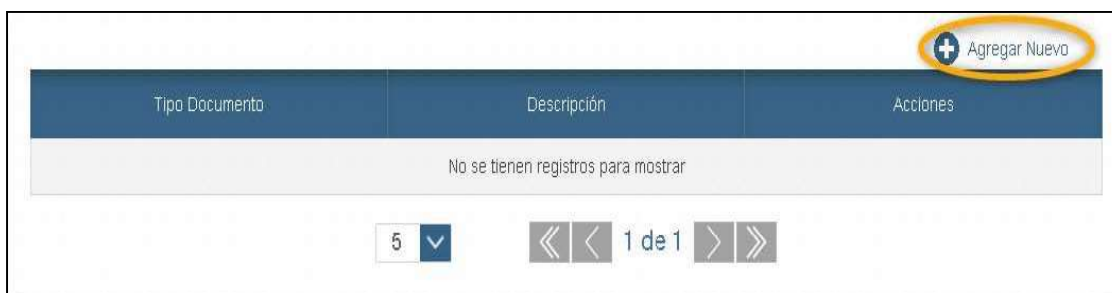 Agregar Nuevo
Tipo Documento Descripción Acciones
No se tienen registros para mostrar
5 1 de 1